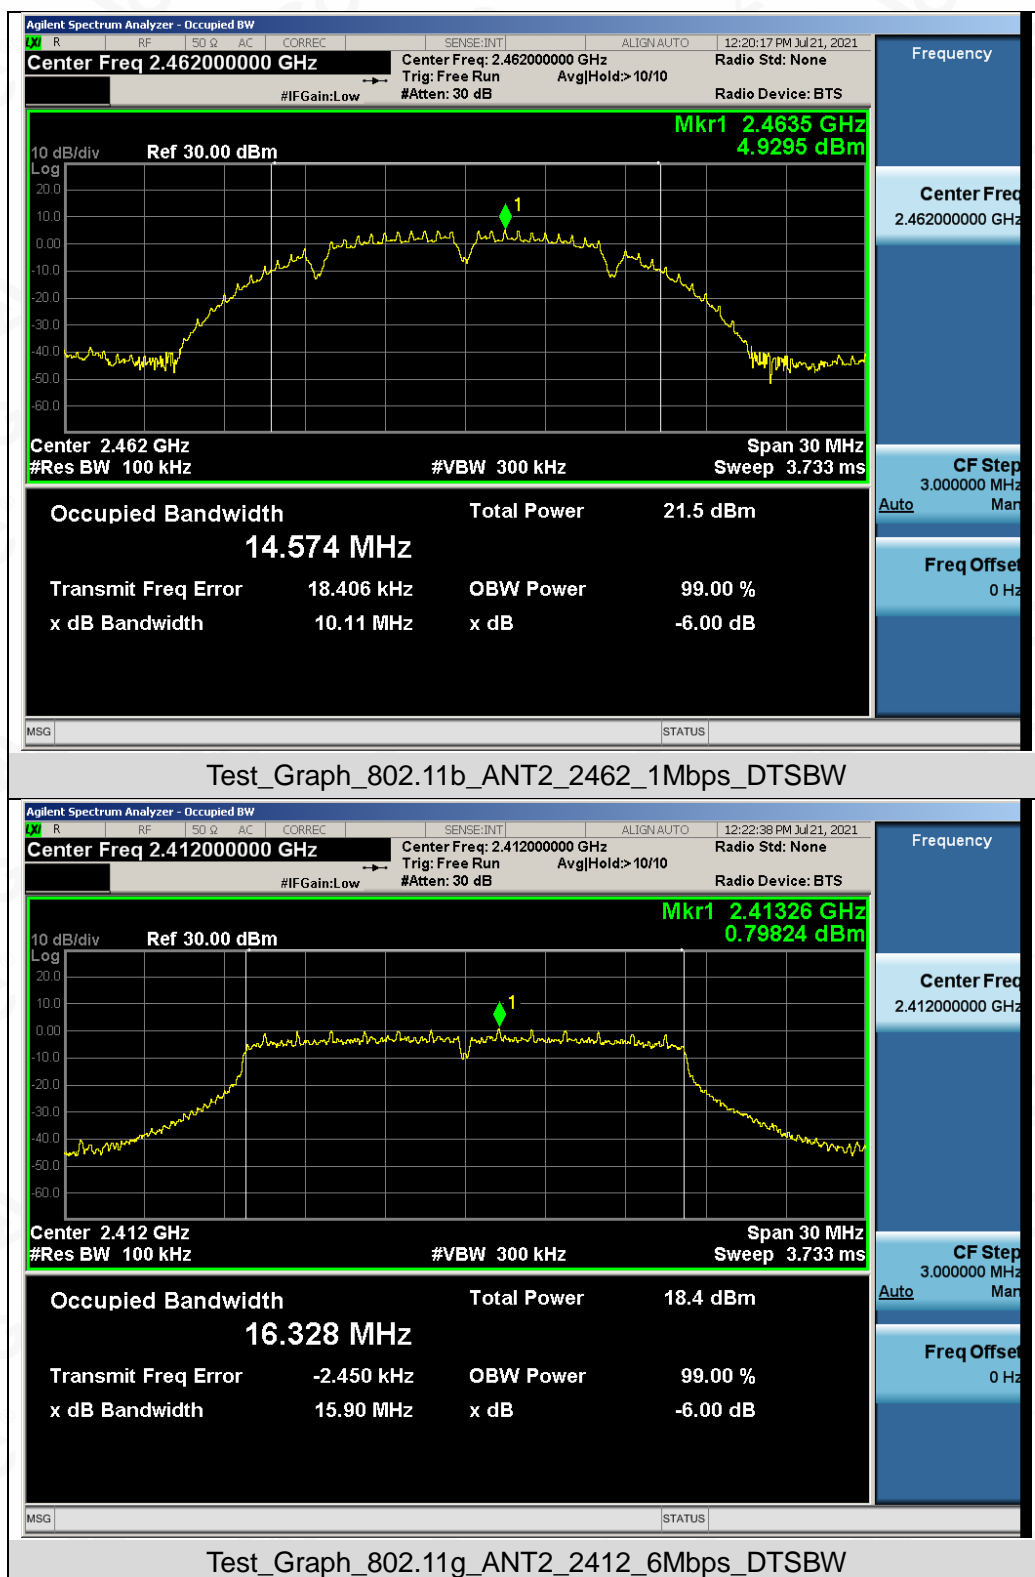 Agilent Spectrum Analyzer - Occupied BW
LXI R RF 50 Ω AC CORREC SENSE:INT ALIGN AUTO 12:20:17 PM Jul 21, 2021
Center Freq 2.462000000 GHz Center Freq: 2.462000000 GHz Radio Std: None
Trig: Free Run Avg|Hold:> 10/10
#IFGain:Low #Atten: 30 dB Radio Device: BTS
Frequency
Mkr1 2.4635 GHz
4.9295 dBm
10 dB/div Ref 30.00 dBm
Log
20.0
10.0
0.00
-10.0
-20.0
-30.0
-40.0
-50.0
-60.0
1
Center 2.462 GHz Span 30 MHz
#Res BW 100 kHz #VBW 300 kHz Sweep 3.733 ms
Center Freq
2.462000000 GHz
CF Step
3.000000 MHz
Auto Man
Freq Offset
0 Hz
Occupied Bandwidth Total Power 21.5 dBm
14.574 MHz
Transmit Freq Error 18.406 kHz OBW Power 99.00 %
x dB Bandwidth 10.11 MHz x dB -6.00 dB
MSG STATUS
Test_Graph_802.11b_ANT2_2462_1Mbps_DTSBW
Agilent Spectrum Analyzer - Occupied BW
LXI R RF 50 Ω AC CORREC SENSE:INT ALIGN AUTO 12:22:38 PM Jul 21, 2021
Center Freq 2.412000000 GHz Center Freq: 2.412000000 GHz Radio Std: None
Trig: Free Run Avg|Hold:> 10/10
#IFGain:Low #Atten: 30 dB Radio Device: BTS
Frequency
Mkr1 2.41326 GHz
0.79824 dBm
10 dB/div Ref 30.00 dBm
Log
20.0
10.0
0.00
-10.0
-20.0
-30.0
-40.0
-50.0
-60.0
1
Center 2.412 GHz Span 30 MHz
#Res BW 100 kHz #VBW 300 kHz Sweep 3.733 ms
Center Freq
2.412000000 GHz
CF Step
3.000000 MHz
Auto Man
Freq Offset
0 Hz
Occupied Bandwidth Total Power 18.4 dBm
16.328 MHz
Transmit Freq Error -2.450 kHz OBW Power 99.00 %
x dB Bandwidth 15.90 MHz x dB -6.00 dB
MSG STATUS
Test_Graph_802.11g_ANT2_2412_6Mbps_DTSBW